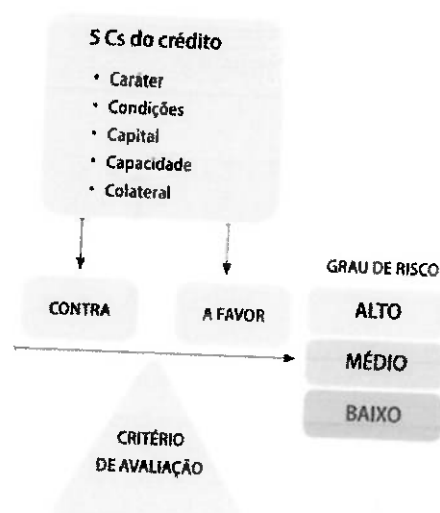 5 Cs do crédito
• Caráter
• Condições
• Capital
• Capacidade
• Colateral
CONTRA
A FAVOR
GRAU DE RISCO
ALTO
MÉDIO
BAIXO
CRITÉRIO
DE AVALIAÇÃO